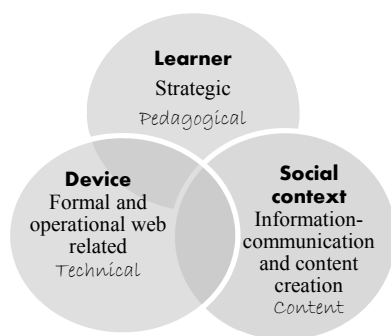 Learner
Strategic
Pedagogical
Device
Formal and
operational web
related
Technical
Social
context
Information-
communication
and content
creation
Content